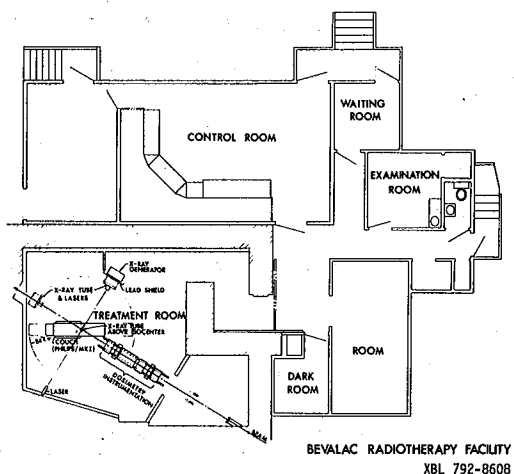 WAITING
ROOM
CONTROL ROOM
EXAMINATION
ROOM
X-RAY
GENERATOR
X-RAY TUBE
& LASERS
LEAD SHIELD
TREATMENT ROOM
X-RAY TUBE
ABOVE ISOCENTER
COUCH
(PHILIPS/MK2)
LASER
DOSIMETRY
INSTRUMENTATION
BEAM
DARK
ROOM
ROOM
BEVALAC RADIOTHERAPY FACILITY
XBL 792-8608